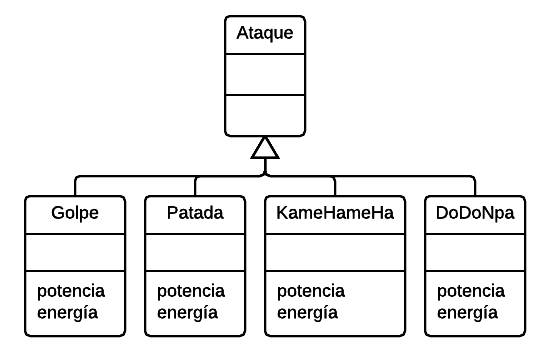 Ataque
Golpe
Patada
KameHameHa
DoDoNpa
potencia
energía
potencia
energía
potencia
energía
potencia
energía